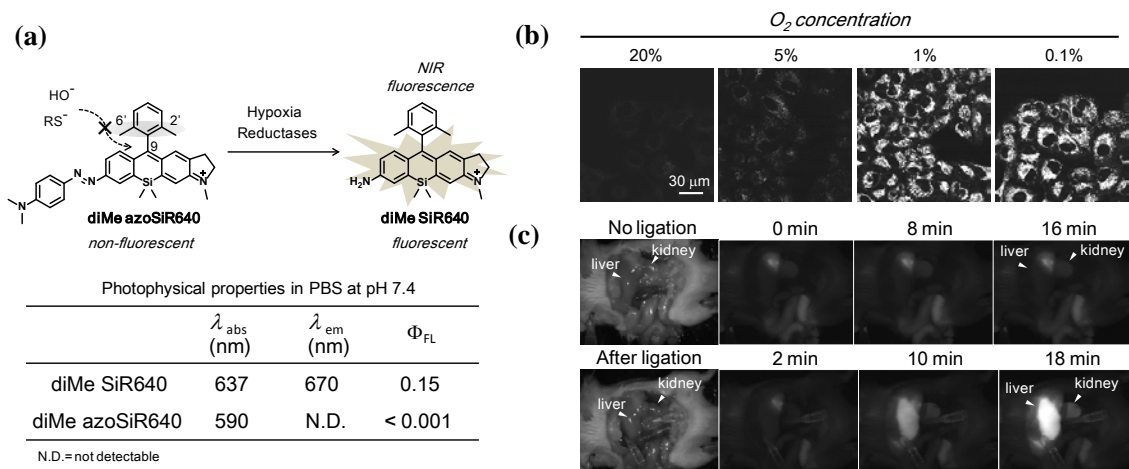 (a)
HO⁻
RS⁻
6'
2'
9
N
N
N
Si
N
+
diMe azoSiR640
non-fluorescent
Hypoxia
Reductases
NIR
fluorescence
H₂N
Si
N
+
diMe SiR640
fluorescent
Photophysical properties in PBS at pH 7.4
λ abs (nm) λ em (nm) Φ FL
diMe SiR640 637 670 0.15
diMe azoSiR640 590 N.D. < 0.001
N.D.= not detectable
(b)
O₂ concentration
20% 5% 1% 0.1%
30 μm
(c)
No ligation 0 min 8 min 16 min
liver kidney
liver kidney
After ligation 2 min 10 min 18 min
liver kidney
liver kidney